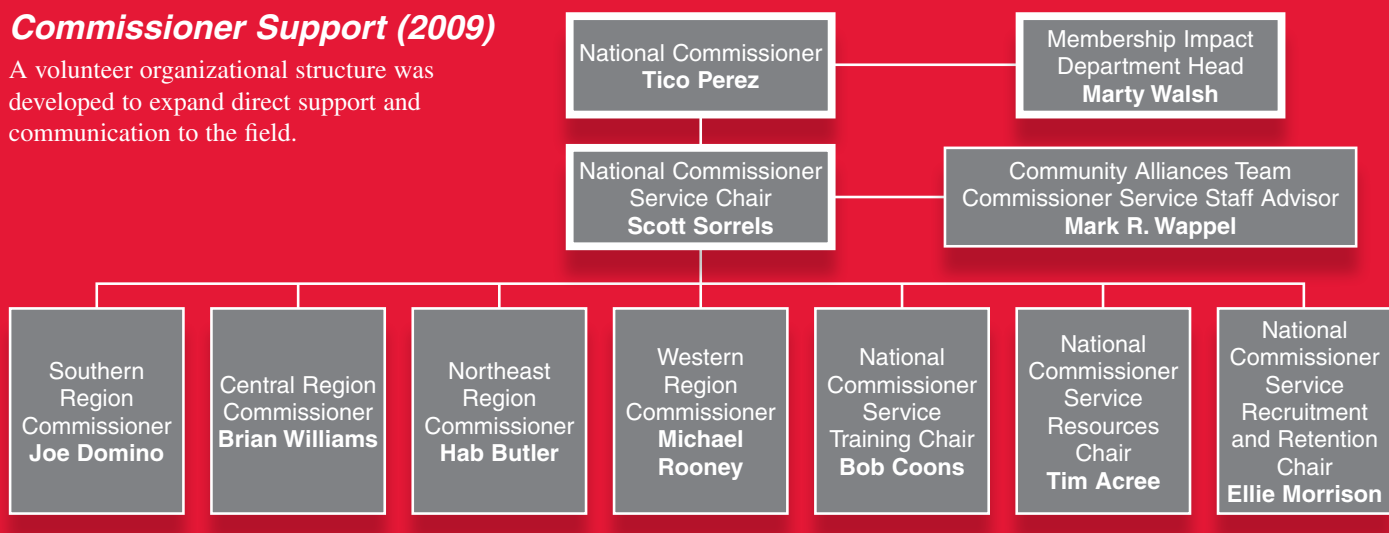 Commissioner Support (2009)
A volunteer organizational structure was
developed to expand direct support and
communication to the field.
National Commissioner
Tico Perez
Membership Impact
Department Head
Marty Walsh
National Commissioner
Service Chair
Scott Sorrels
Community Alliances Team
Commissioner Service Staff Advisor
Mark R. Wappel
Southern
Region
Commissioner
Joe Domino
Central Region
Commissioner
Brian Williams
Northeast
Region
Commissioner
Hab Butler
Western
Region
Commissioner
Michael
Rooney
National
Commissioner
Service
Training Chair
Bob Coons
National
Commissioner
Service
Resources
Chair
Tim Acree
National
Commissioner
Service
Recruitment
and Retention
Chair
Ellie Morrison